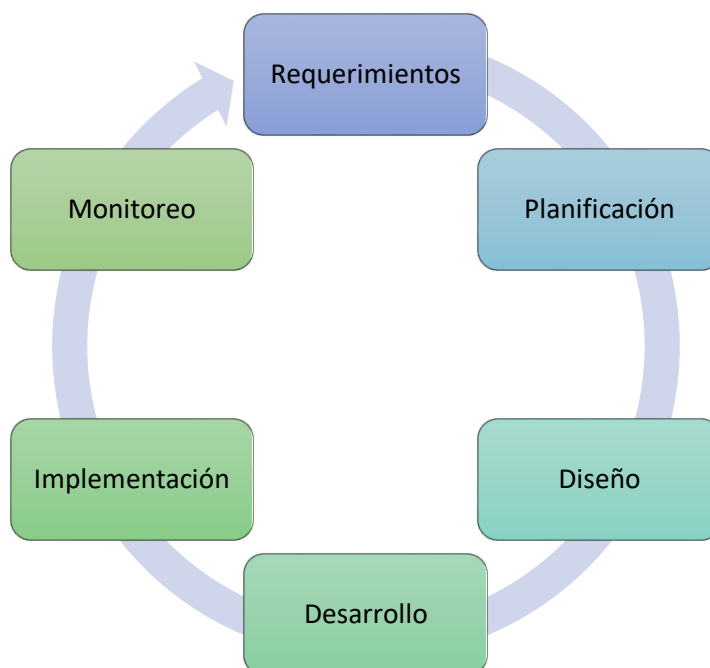 Requerimientos
Planificación
Diseño
Desarrollo
Implementación
Monitoreo